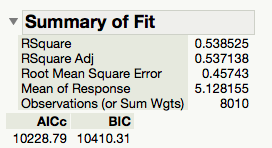 Summary of Fit
RSquare 0.538525
RSquare Adj 0.537138
Root Mean Square Error 0.45743
Mean of Response 5.128155
Observations (or Sum Wgts) 8010
AICc BIC
10228.79 10410.31